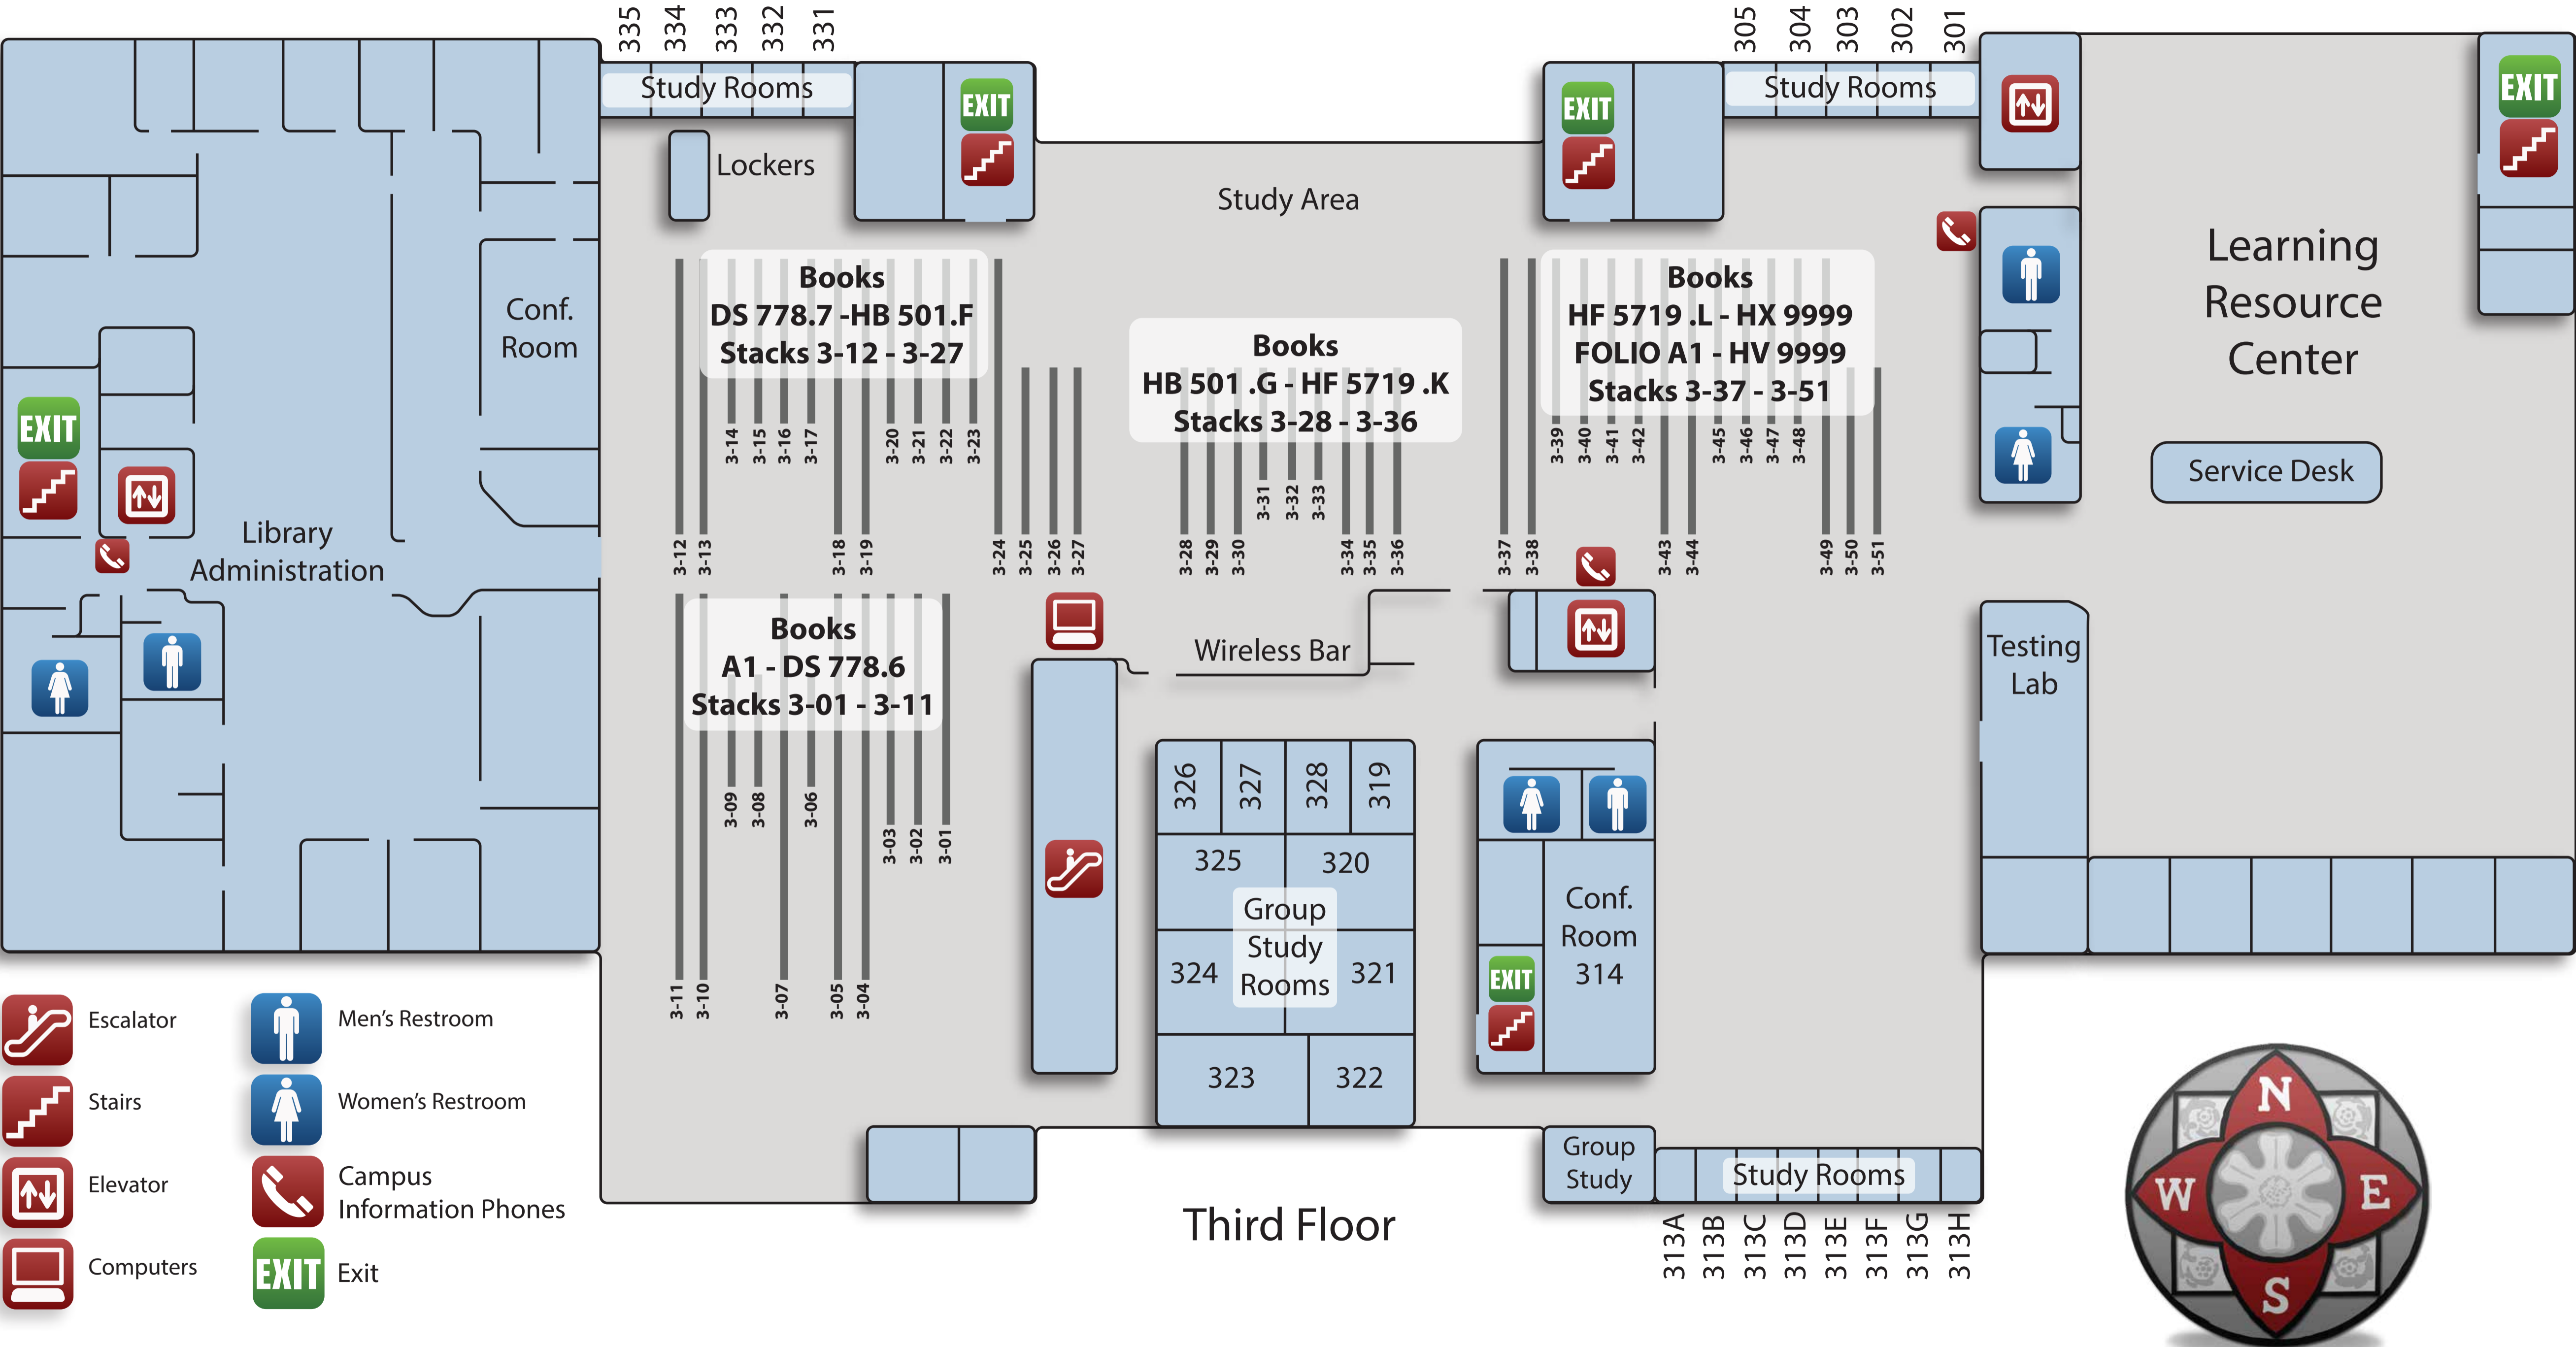 335
334
333
332
331
305
304
303
302
301
Study Rooms
EXIT
EXIT
Study Rooms
EXIT
Lockers
Study Area
Learning
Resource
Center
Conf.
Room
Books
DS 778.7 -HB 501.F
Stacks 3-12 - 3-27
Books
HB 501 .G - HF 5719 .K
Stacks 3-28 - 3-36
Books
HF 5719 .L - HX 9999
FOLIO A1 - HV 9999
Stacks 3-37 - 3-51
EXIT
3-14
3-15
3-16
3-17
3-20
3-21
3-22
3-23
3-31
3-32
3-33
3-39
3-40
3-41
3-42
3-45
3-46
3-47
3-48
Service Desk
Library
Administration
3-12
3-13
3-18
3-19
3-24
3-25
3-26
3-27
3-28
3-29
3-30
3-34
3-35
3-36
3-37
3-38
3-43
3-44
3-49
3-50
3-51
Books
A1 - DS 778.6
Stacks 3-01 - 3-11
Wireless Bar
Testing
Lab
3-09
3-08
3-06
3-03
3-02
3-01
3-11
3-10
3-07
3-05
3-04
326
327
328
319
325
320
Group
Study
Rooms
324
321
323
322
Conf.
Room
314
EXIT
Group
Study
Study Rooms
313A
313B
313C
313D
313E
313F
313G
313H
Third Floor
Escalator
Men's Restroom
Stairs
Women's Restroom
Elevator
Campus
Information Phones
Computers
EXIT
Exit
N
W
E
S